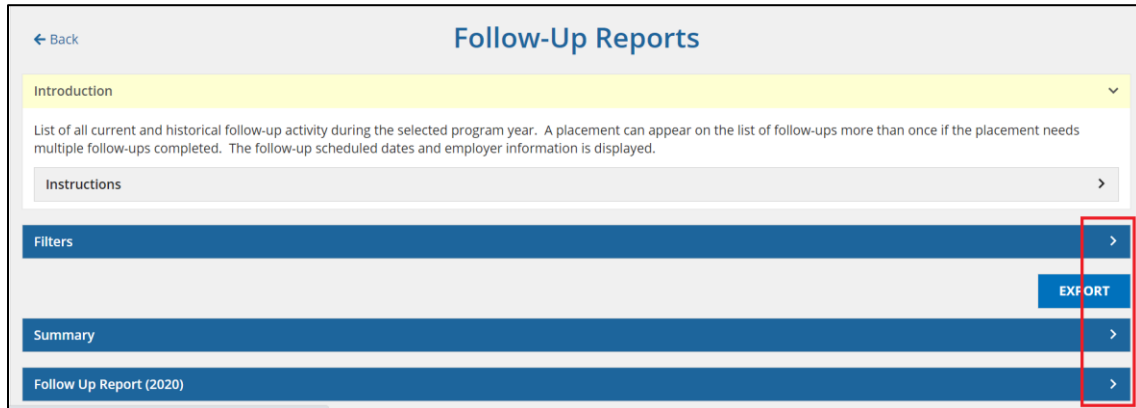 Back
Follow-Up Reports
Introduction
List of all current and historical follow-up activity during the selected program year. A placement can appear on the list of follow-ups more than once if the placement needs
multiple follow-ups completed. The follow-up scheduled dates and employer information is displayed.
Instructions
Filters
EXPORT
Summary
Follow Up Report (2020)